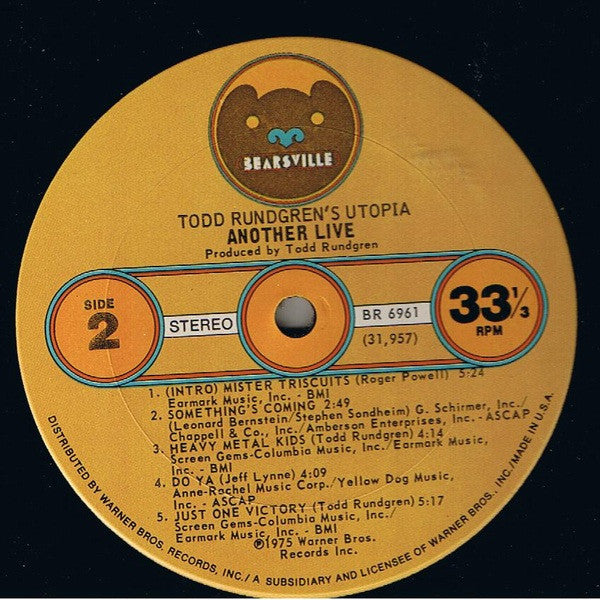 BEARSVILLE
TODD RUNDGREN'S UTOPIA
ANOTHER LIVE
Produced by Todd Rundgren
SIDE
2
STEREO
BR 6961
(31,957)
33⅓
RPM
1. (INTRO) MISTER TRISCUITS (Roger Powell) 5:24
Earmark Music, Inc. - BMI
2. SOMETHING'S COMING 2:49
(Leonard Bernstein/Stephen Sondheim) G. Schirmer, Inc./
Chappell & Co., Inc./Amberson Enterprises, Inc. - ASCAP
3. HEAVY METAL KIDS (Todd Rundgren) 4:14
Screen Gems-Columbia Music, Inc./Earmark Music,
Inc. - BMI
4. DO YA (Jeff Lynne) 4:09
Anne-Rachel Music Corp./Yellow Dog Music,
Inc. - ASCAP
5. JUST ONE VICTORY (Todd Rundgren) 5:17
Screen Gems-Columbia Music, Inc./
Earmark Music, Inc. - BMI
℗1975 Warner Bros.
Records Inc.
DISTRIBUTED BY WARNER BROS. RECORDS, INC./A SUBSIDIARY AND LICENSEE OF WARNER BROS., INC./MADE IN U.S.A.